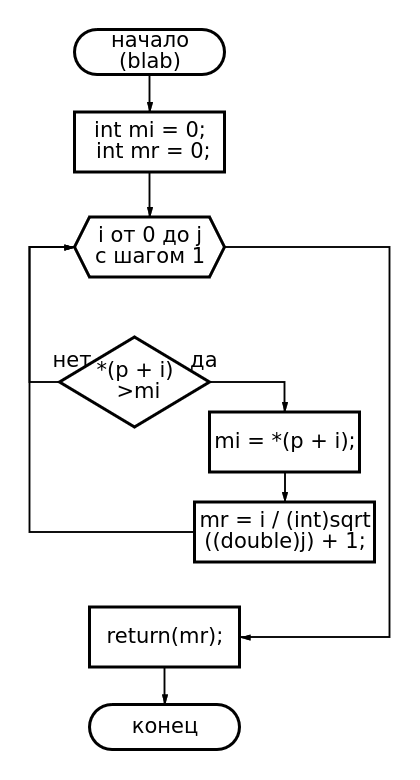 начало
(blab)
int mi = 0;
int mr = 0;
i от 0 до j
с шагом 1
нет
*(p + i)
>mi
да
mi = *(p + i);
mr = i / (int)sqrt
((double)j) + 1;
return(mr);
конец